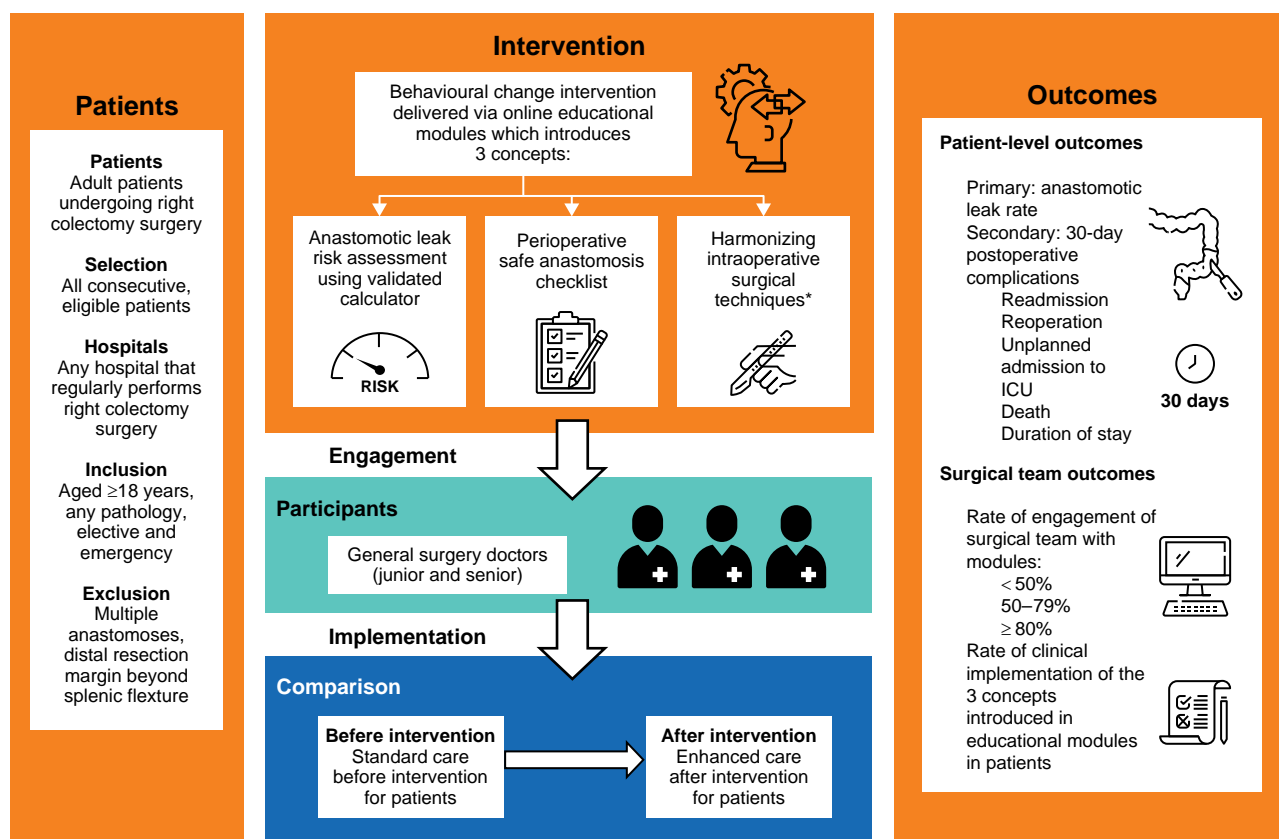 Patients
Patients
Adult patients
undergoing right
colectomy surgery
Selection
All consecutive,
eligible patients
Hospitals
Any hospital that
regularly performs
right colectomy
surgery
Inclusion
Aged ≥18 years,
any pathology,
elective and
emergency
Exclusion
Multiple
anastomoses,
distal resection
margin beyond
splenic flexture
Intervention
Behavioural change intervention
delivered via online educational
modules which introduces
3 concepts:
Anastomotic leak
risk assessment
using validated
calculator
RISK
Perioperative
safe anastomosis
checklist
Harmonizing
intraoperative
surgical
techniques*
Engagement
Participants
General surgery doctors
(junior and senior)
Implementation
Comparison
Befere intervention
Standard care
before intervention
for patients
After intervention
Enhanced care
after intervention
for patients
Outcomes
Patient-level outcomes
Primary: anastomotic
leak rate
Secondary: 30-day
postoperative
complications
Readmission
Reoperation
Unplanned
admission to
ICU
Death
Duration of stay
30 days
Surgical team outcomes
Rate of engagement of
surgical team with
modules:
<50%
50–79%
≥80%
Rate of clinical
implementation of the
3 concepts
introduced in
educational modules
in patients